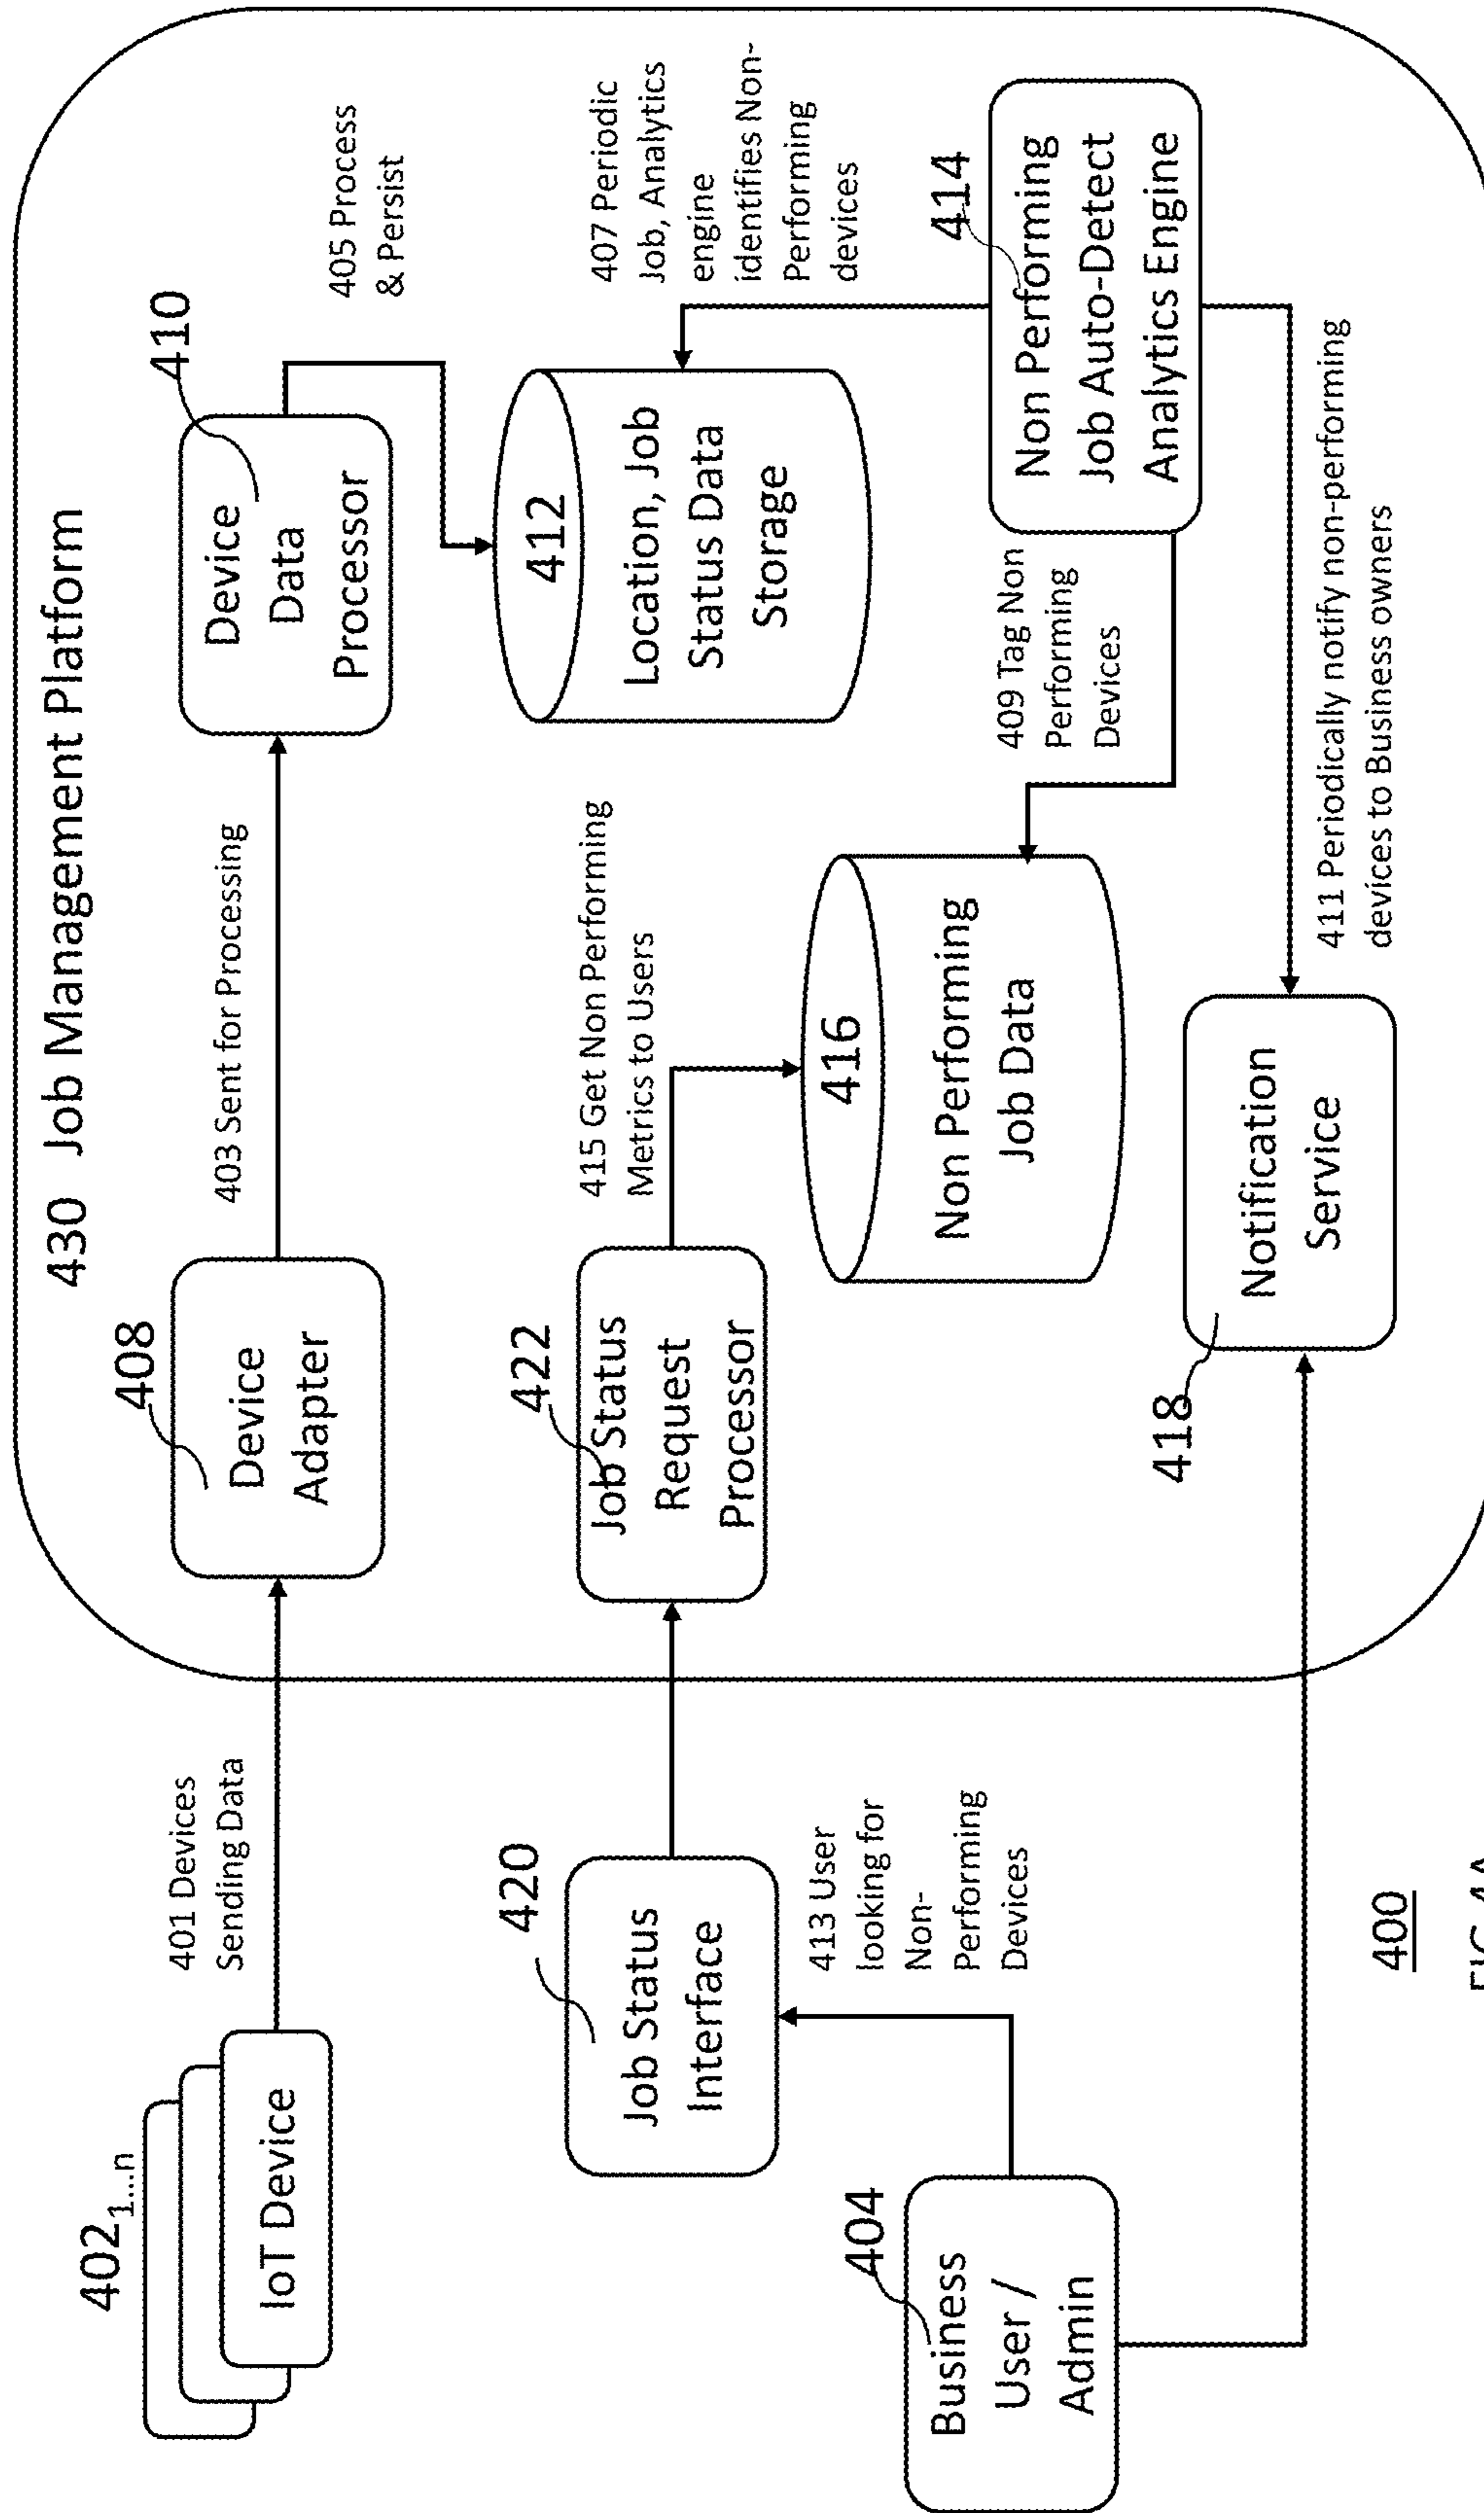 430 Job Management Platform
402 1...n
IoT Device
401 Devices
Sending Data
408
Device
Adapter
403 Sent for Processing
410
Device
Data
Processor
405 Process
& Persist
420
Job Status
Interface
422
Job Status
Request
Processor
415 Get Non Performing
Metrics to Users
412
Location, Job
Status Data
Storage
407 Periodic
Job, Analytics
engine
identifies Non-
Performing
devices
404
Business
User /
Admin
413 User
looking for
Non-
Performing
Devices
416
Non Performing
Job Data
409 Tag Non
Performing
Devices
414
Non Performing
Job Auto-Detect
Analytics Engine
418
Notification
Service
411 Periodically notify non-performing
devices to Business owners
400
FIG 4A